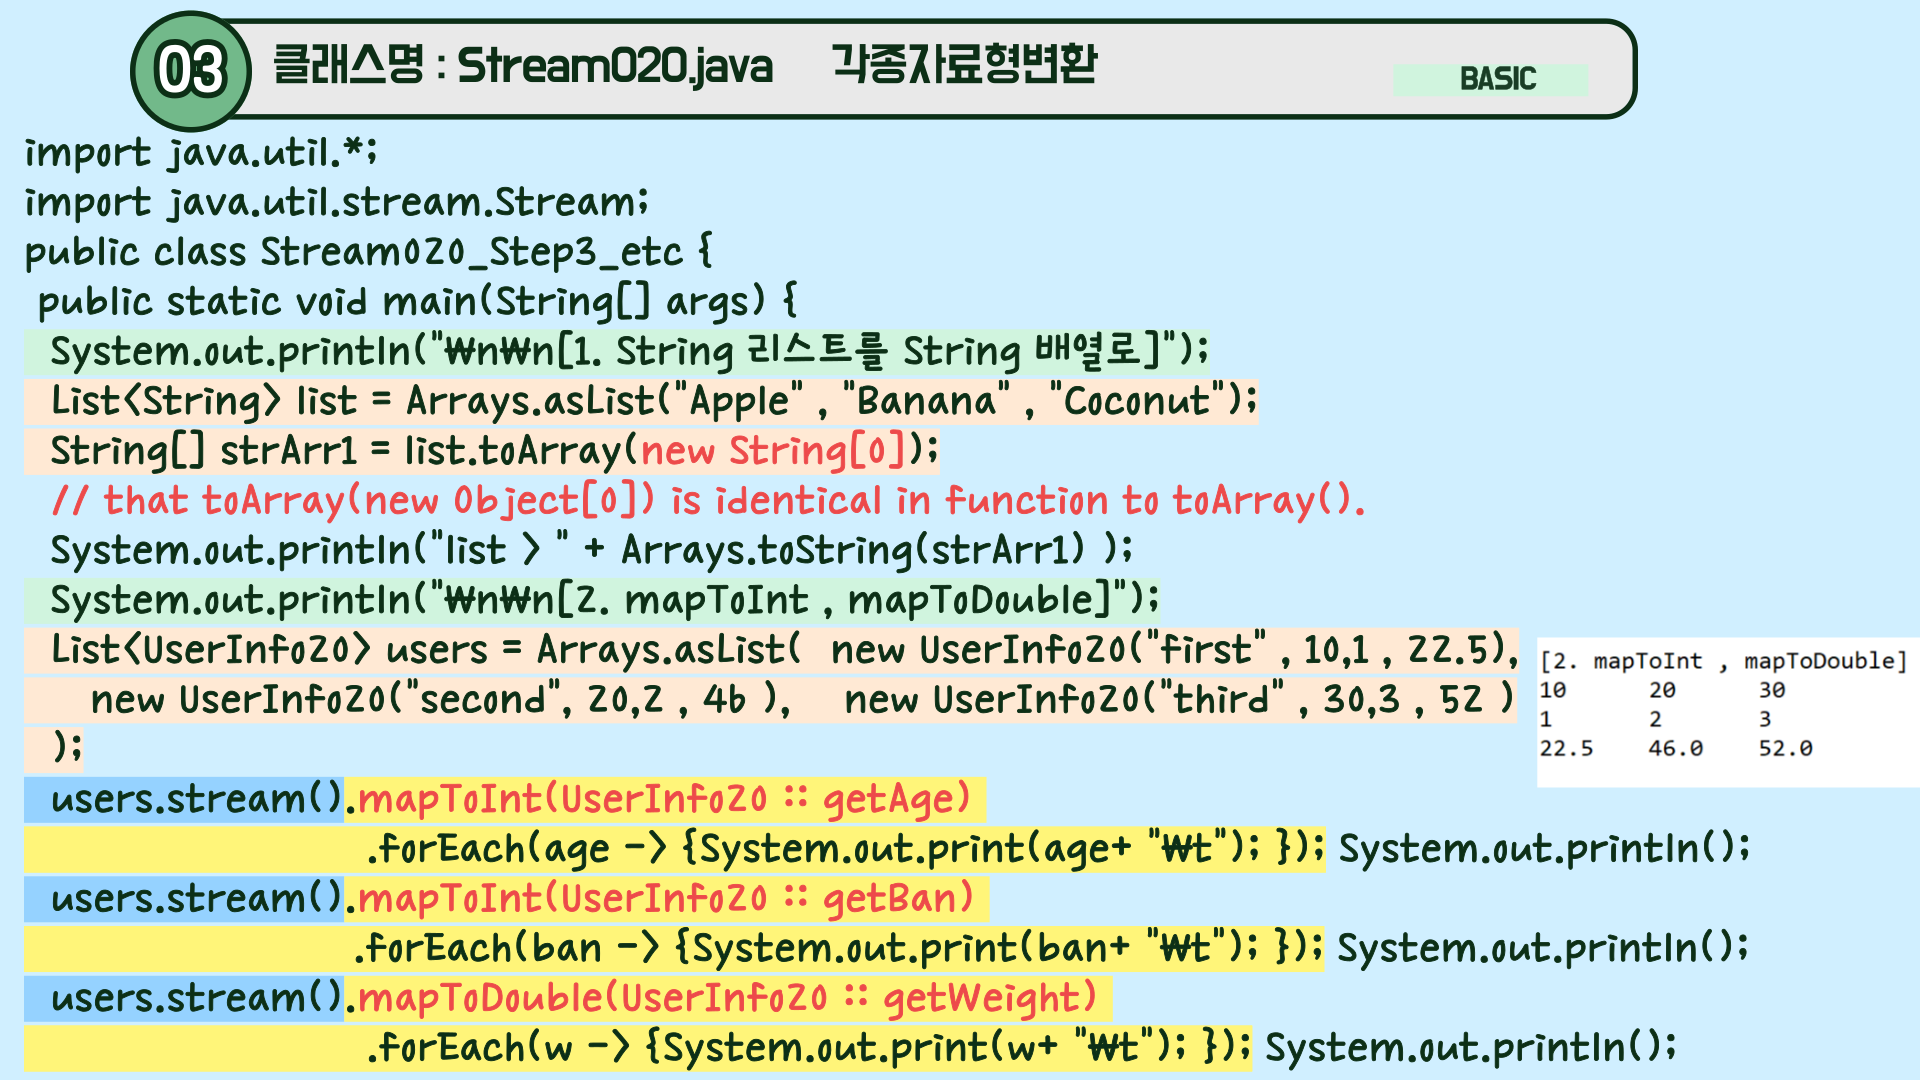 03 클래스명 : Stream020.java 각종자료형변환 BASIC
import java.util.*;
import java.util.stream.Stream;
public class Stream020_Step3_etc {
public static void main(String[] args) {
System.out.println("₩n₩n[1. String 리스트를 String 배열로]");
List<String> list = Arrays.asList("Apple" , "Banana" , "Coconut");
String[] strArr1 = list.toArray(new String[0]);
// that toArray(new Object[0]) is identical in function to toArray().
System.out.println("list > " + Arrays.toString(strArr1) );
System.out.println("₩n₩n[2. mapToInt , mapToDouble]");
List<UserInfo20> users = Arrays.asList( new UserInfo20("first" , 10,1 , 22.5),
new UserInfo20("second", 20,2 , 46 ), new UserInfo20("third" , 30,3 , 52 )
);
[2. mapToInt , mapToDouble]
10 20 30
1 2 3
22.5 46.0 52.0
users.stream().mapToInt(UserInfo20 :: getAge)
.forEach(age -> {System.out.print(age+ "₩t"); }); System.out.println();
users.stream().mapToInt(UserInfo20 :: getBan)
.forEach(ban -> {System.out.print(ban+ "₩t"); }); System.out.println();
users.stream().mapToDouble(UserInfo20 :: getWeight)
.forEach(w -> {System.out.print(w+ "₩t"); }); System.out.println();